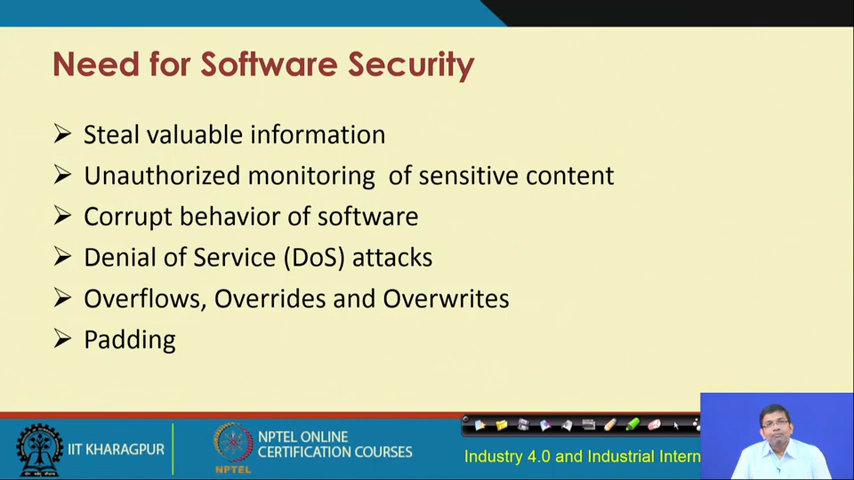 Need for Software Security
Steal valuable information
Unauthorized monitoring of sensitive content
Corrupt behavior of software
Denial of Service (DoS) attacks
Overflows, Overrides and Overwrites
Padding
IIT KHARAGPUR
NPTEL
NPTEL ONLINE
CERTIFICATION COURSES
Industry 4.0 and Industrial Intern